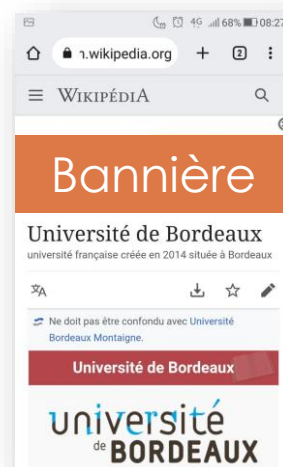 4G 68% 08:27
n.wikipedia.org + 2
WIKIPÉDIA
Bannière
Université de Bordeaux
université française créée en 2014 située à Bordeaux
Ne doit pas être confondu avec Université
Bordeaux Montaigne.
Université de Bordeaux
université
de BORDEAUX